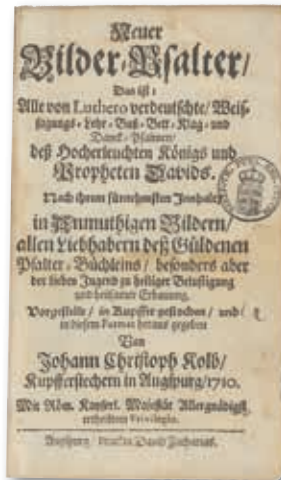 Neuer
Bilder-Psalter/
Das ist:
Alle von Luthero verdeutschte/ Weiſ-
ſagungs- Lehr- Buß- Bett- Klag- und
Danck-Pſalmen/
deß Hocherleuchten Königs und
Propheten Davids.
Nach ihrem fürnehmſten Innhalt/
in Anmuthigen Bildern/
allen Liebhabern deß Güldenen
Pſalter-Büchleins/ beſonders aber
der lieben Jugend zu heiliger Beluſtigung
und Erbauung.
Vorgeſtellt/ in Kupffer geſtochen/ und
in dieſem Format heraus gegeben
Von
Johann Chriſtoph Kolb/
Kupfferſtechern in Augſpurg/1710.
Mit Röm. Kayſerl. Majeſtät Allergnädigſt
ertheiltem Privilegio.
Augſpurg/ David Zacharias.